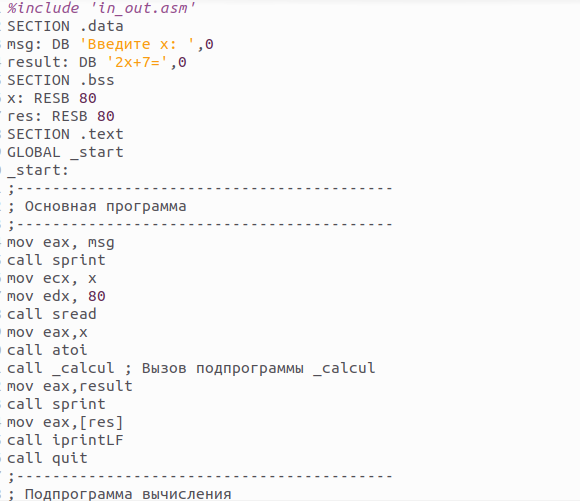 %include 'in_out.asm'
SECTION .data
msg: DB 'Введите x: ',0
result: DB '2x+7=',0
SECTION .bss
x: RESB 80
res: RESB 80
SECTION .text
GLOBAL _start
_start:
;------------------------------------------
; Основная программа
;------------------------------------------
mov eax, msg
call sprint
mov ecx, x
mov edx, 80
call sread
mov eax,x
call atoi
call _calcul ; Вызов подпрограммы _calcul
mov eax,result
call sprint
mov eax,[res]
call iprintLF
call quit
;------------------------------------------
; Подпрограмма вычисления